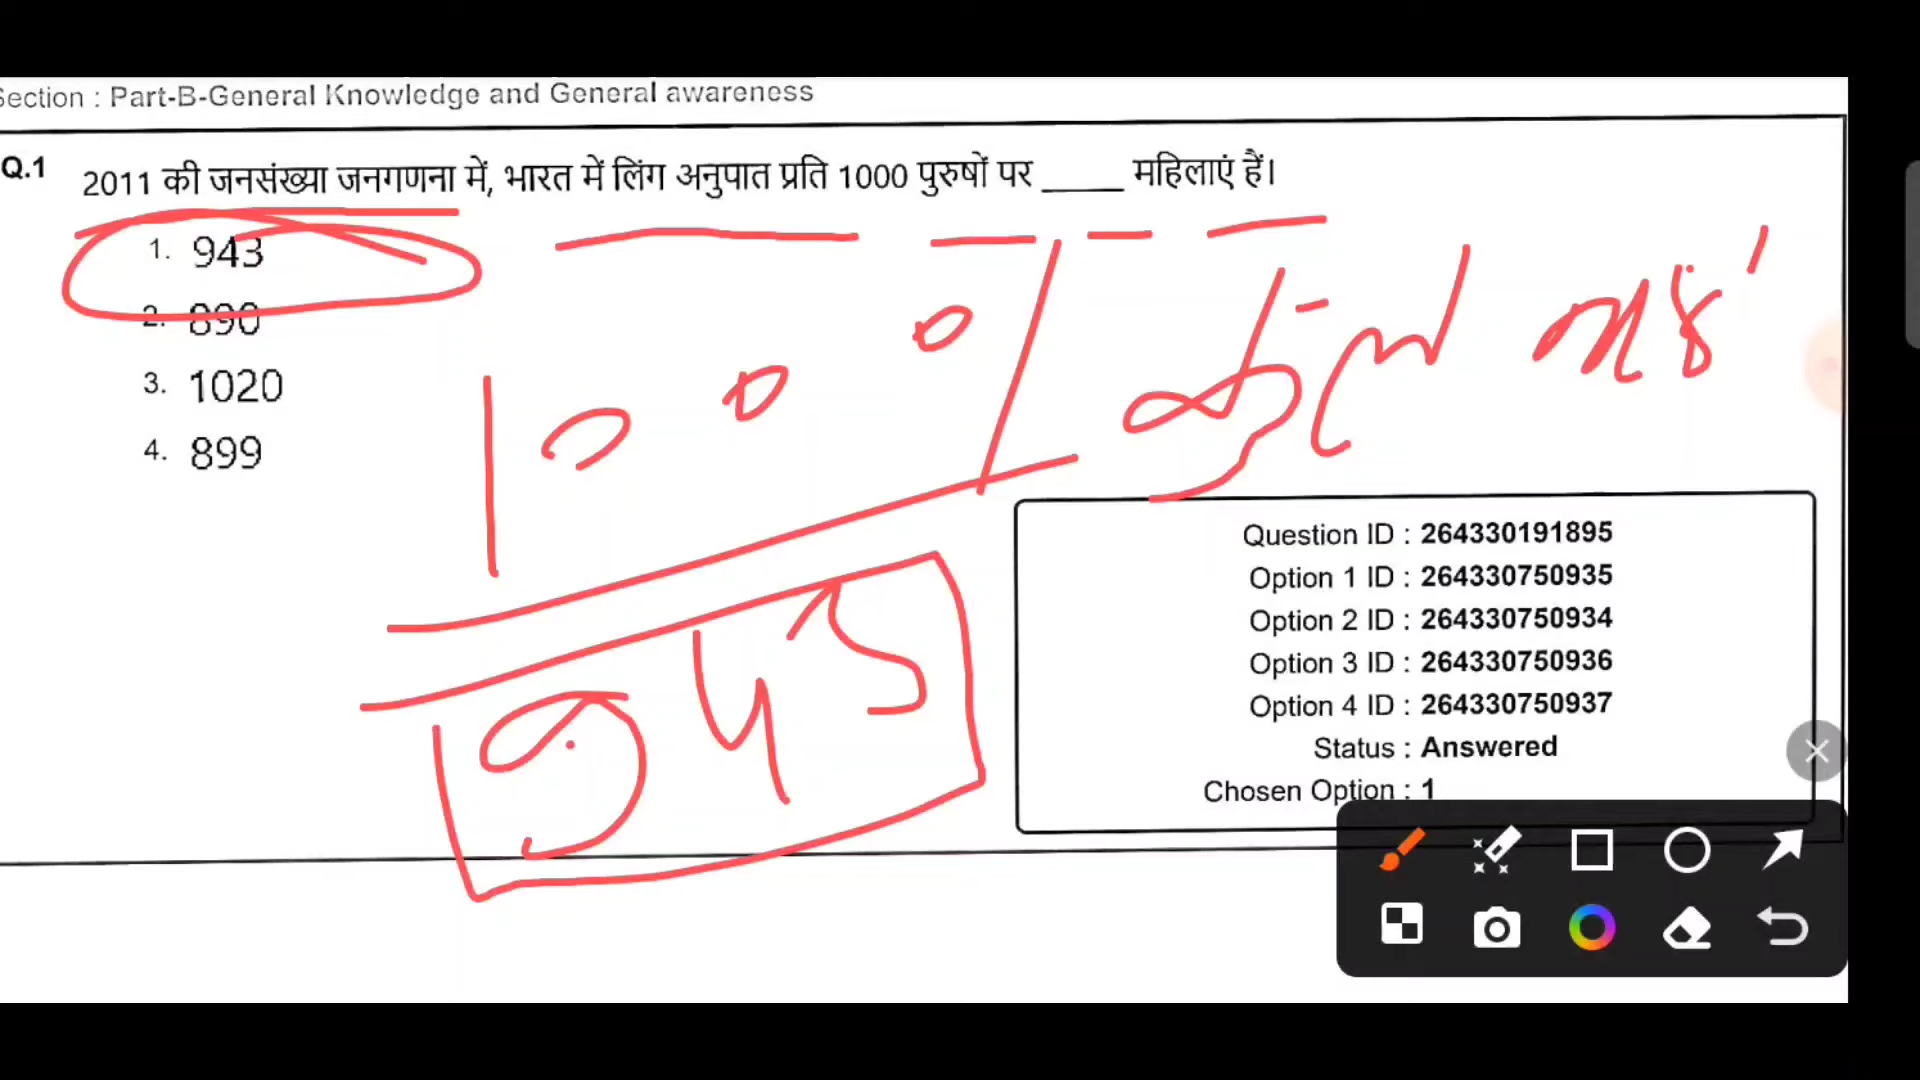 Section : Part-B-General Knowledge and General awareness
Q.1 2011 की जनसंख्या जनगणना में, भारत में लिंग अनुपात प्रति 1000 पुरुषों पर _____ महिलाएं हैं।
1. 943
2. 890
3. 1020
4. 899
1000
943
Question ID : 264330191895
Option 1 ID : 264330750935
Option 2 ID : 264330750934
Option 3 ID : 264330750936
Option 4 ID : 264330750937
Status : Answered
Chosen Option : 1